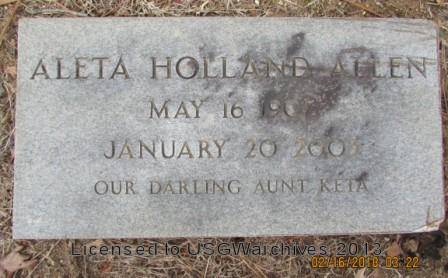 ALETA HOLLAND ALLEN
MAY 16
JANUARY 20
OUR DARLING AUNT KETA
Licensed to USGWarchives 2013
02/16/2010 03:22